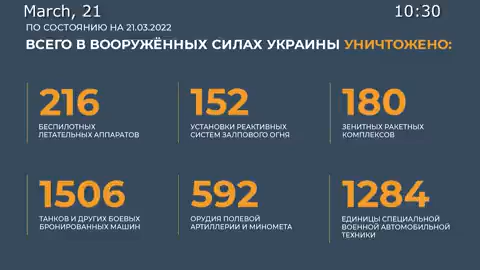 March, 21 10:30
ПО СОСТОЯНИЮ НА 21.03.2022
ВСЕГО В ВООРУЖЁННЫХ СИЛАХ УКРАИНЫ УНИЧТОЖЕНО:
216
БЕСПИЛОТНЫХ
ЛЕТАТЕЛЬНЫХ АППАРАТОВ
152
УСТАНОВКИ РЕАКТИВНЫХ
СИСТЕМ ЗАЛПОВОГО ОГНЯ
180
ЗЕНИТНЫХ РАКЕТНЫХ
КОМПЛЕКСОВ
1506
ТАНКОВ И ДРУГИХ БОЕВЫХ
БРОНИРОВАННЫХ МАШИН
592
ОРУДИЯ ПОЛЕВОЙ
АРТИЛЛЕРИИ И МИНОМЕТА
1284
ЕДИНИЦЫ СПЕЦИАЛЬНОЙ
ВОЕННОЙ АВТОМОБИЛЬНОЙ
ТЕХНИКИ